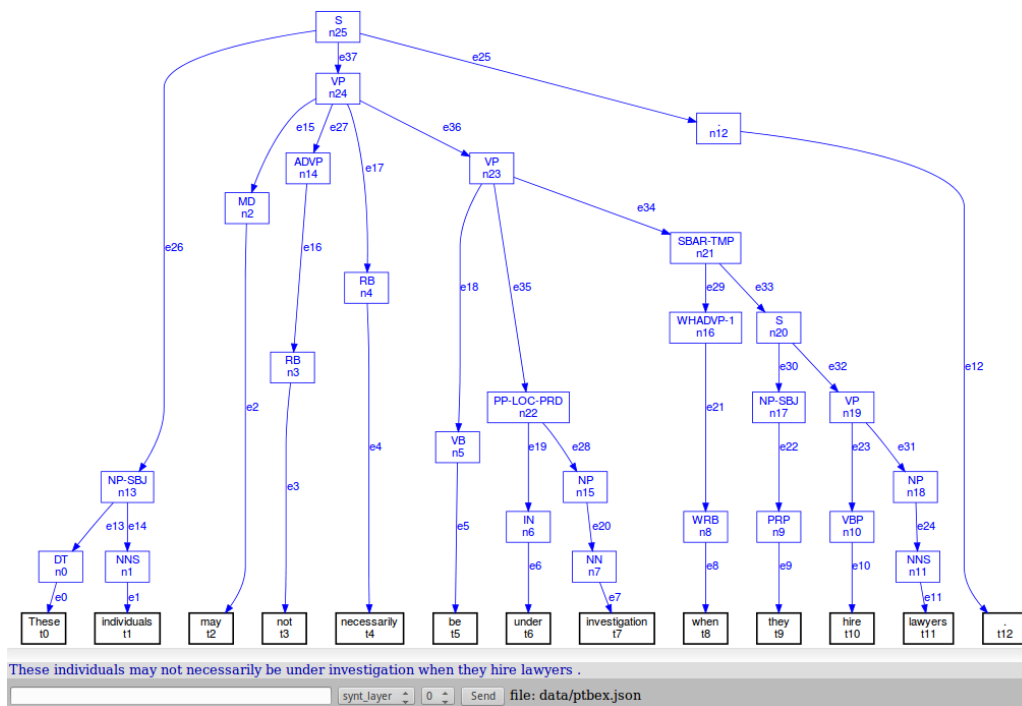 S
n25
e37
e25
VP
n24
.
n12
e15
e27
e36
ADVP
n14
VP
n23
e17
MD
n2
e34
e26
e16
SBAR-TMP
n21
RB
n4
e18
e35
e29
e33
WHADVP-1
n16
S
n20
RB
n3
e30
e32
e12
PP-LOC-PRD
n22
NP-SBJ
n17
VP
n19
e2
e21
VB
n5
e4
e19
e28
e22
e23
e31
NP-SBJ
n13
e3
NP
n15
NP
n18
e13
e14
e5
IN
n6
e20
WRB
n8
PRP
n9
VBP
n10
e24
DT
n0
NNS
n1
e6
NN
n7
e8
e9
e10
NNS
n11
e0
e1
e7
e11
These individuals may not necessarily be under investigation when they hire lawyers .
t0 t1 t2 t3 t4 t5 t6 t7 t8 t9 t10 t11 t12
These individuals may not necessarily be under investigation when they hire lawyers .
synt_layer 0 Send file: data/ptbex.json